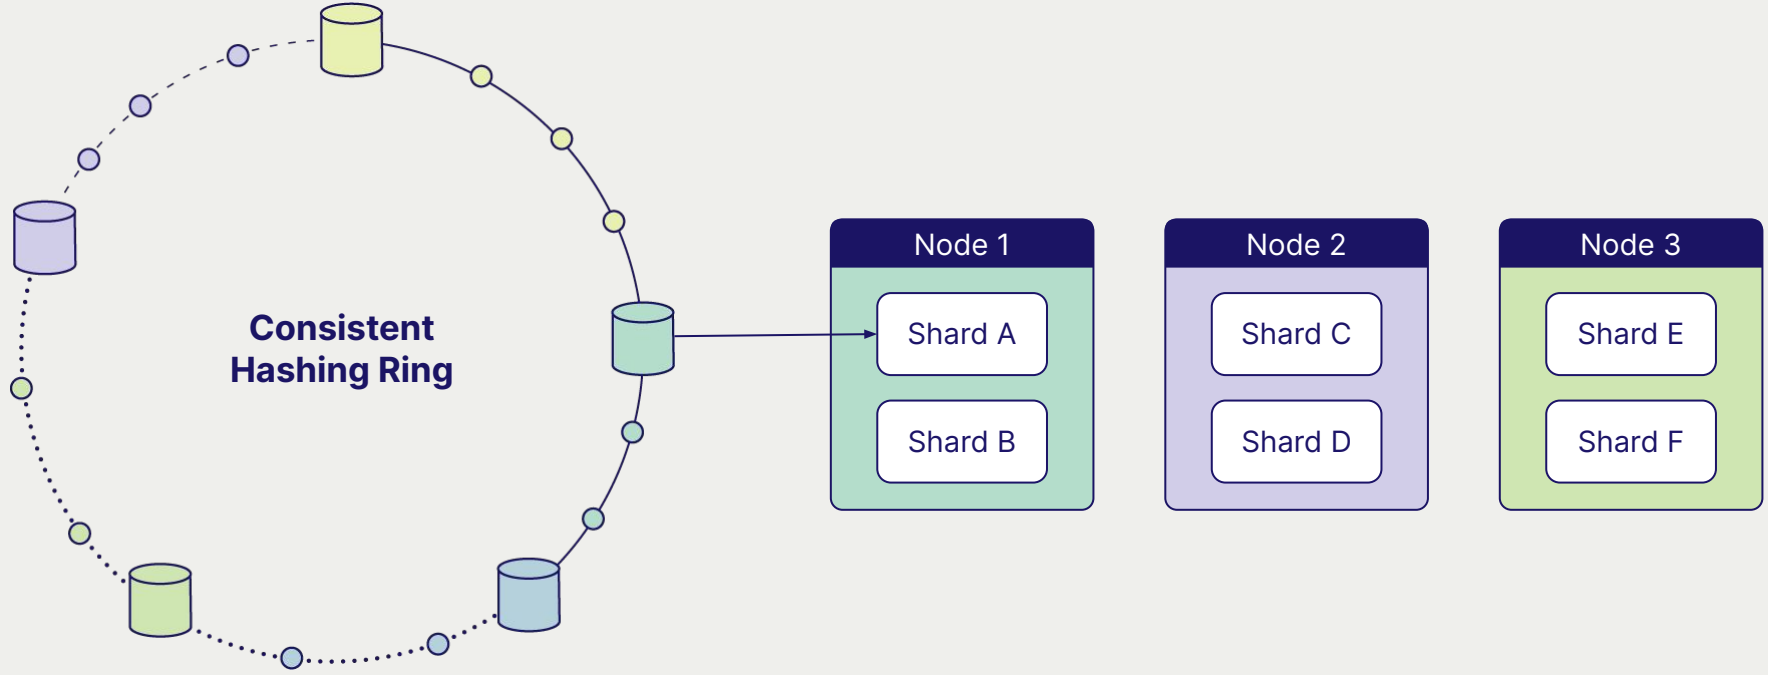 Consistent
Hashing Ring
Node 1
Shard A
Shard B
Node 2
Shard C
Shard D
Node 3
Shard E
Shard F